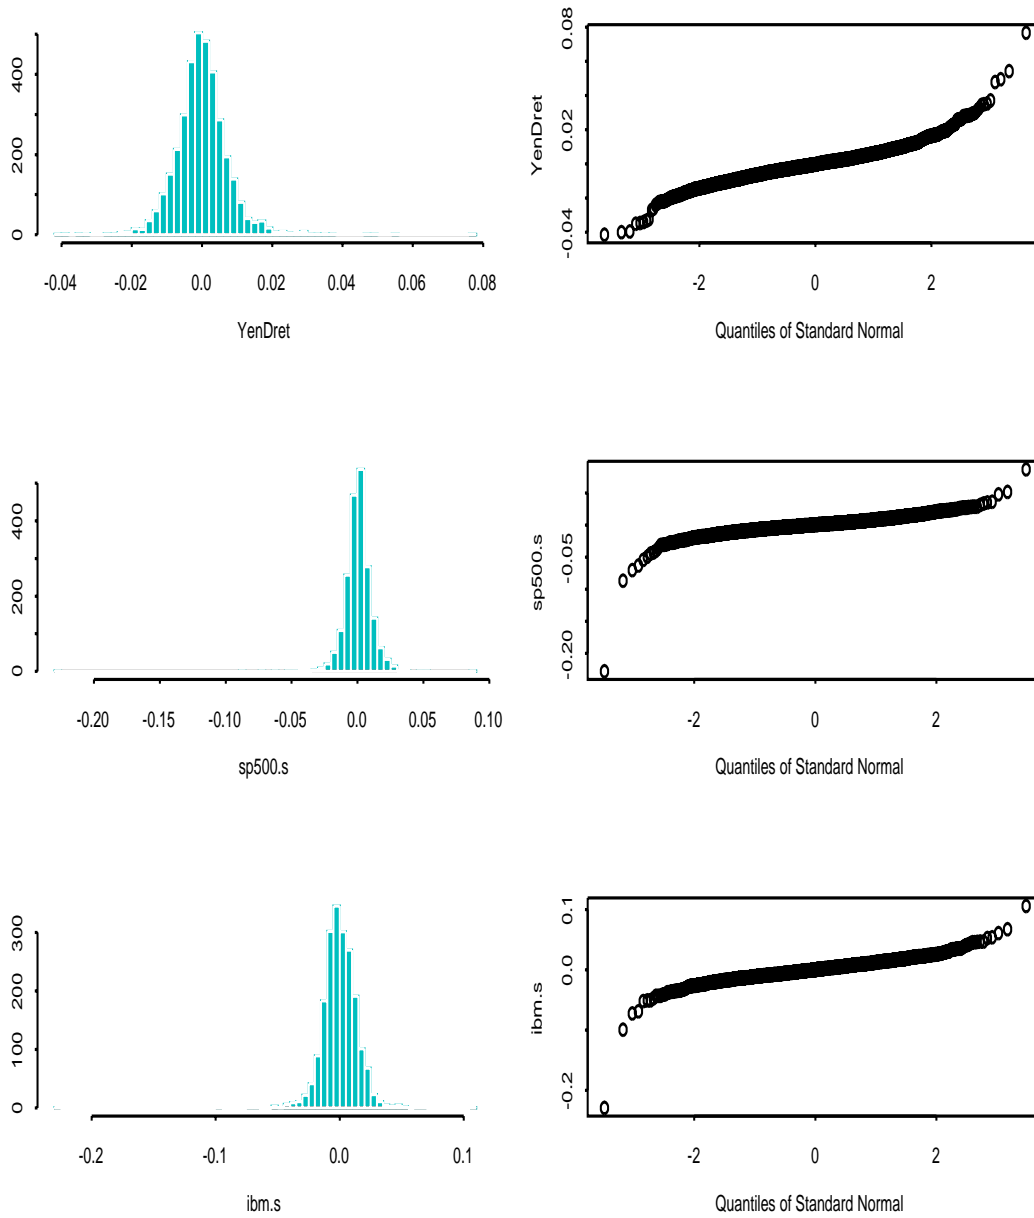 0 200 400
-0.04 -0.02 0.0 0.02 0.04 0.06 0.08
YenDret
YenDret
-0.04 0.02 0.08
-2 0 2
Quantiles of Standard Normal
0 200 400
-0.20 -0.15 -0.10 -0.05 0.0 0.05 0.10
sp500.s
sp500.s
-0.20 -0.05
-2 0 2
Quantiles of Standard Normal
0 100 200 300
-0.2 -0.1 0.0 0.1
ibm.s
ibm.s
-0.2 0.0 0.1
-2 0 2
Quantiles of Standard Normal